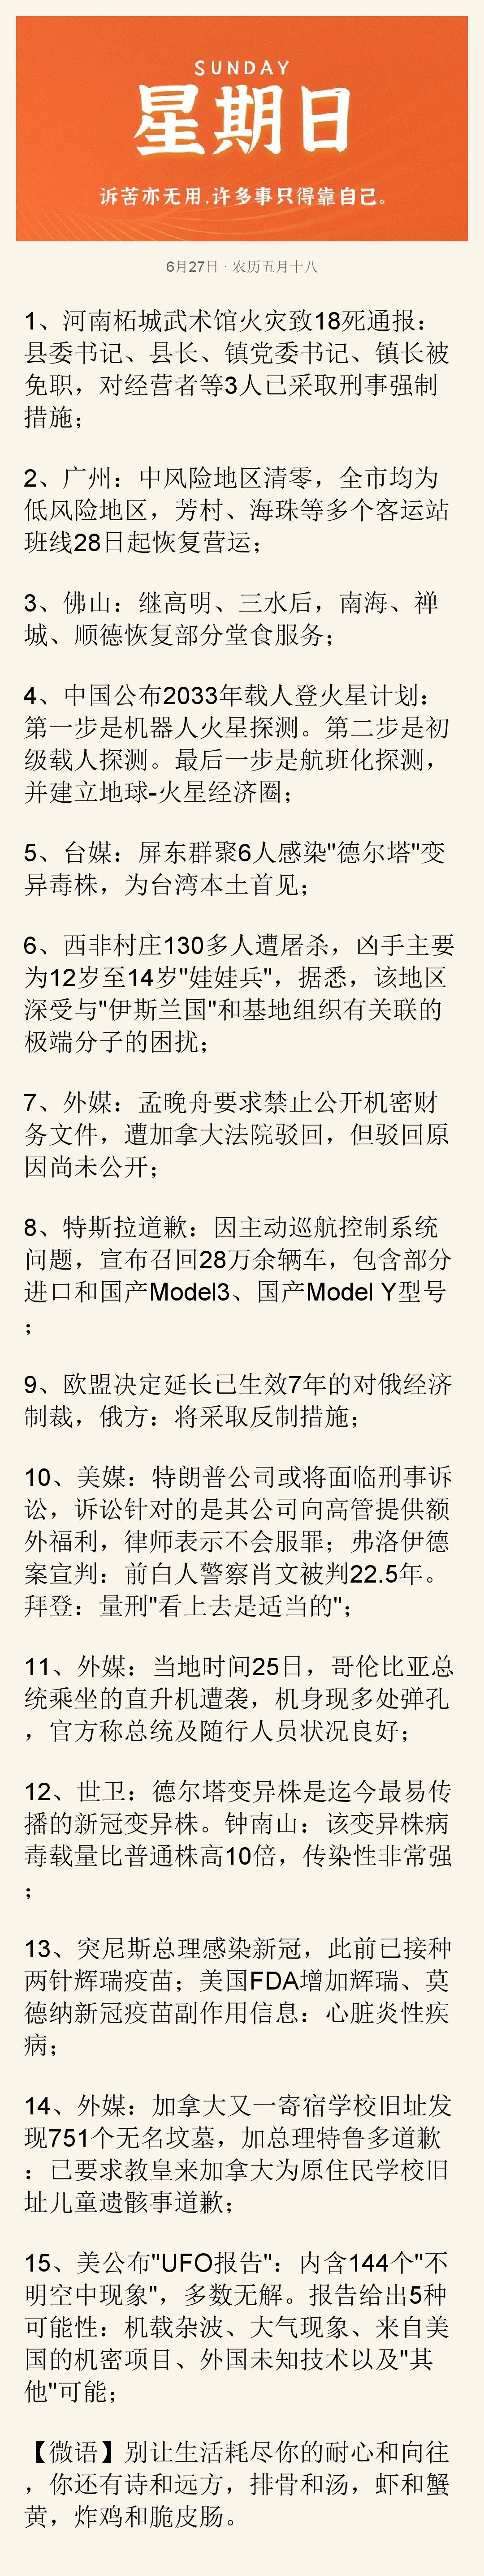 SUNDAY
星期日
诉苦亦无用,许多事只得靠自己。
6月27日 · 农历五月十八
1、河南柘城武术馆火灾致18死通报：
县委书记、县长、镇党委书记、镇长被
免职，对经营者等3人已采取刑事强制
措施；
2、广州：中风险地区清零，全市均为
低风险地区，芳村、海珠等多个客运站
班线28日起恢复营运；
3、佛山：继高明、三水后，南海、禅
城、顺德恢复部分堂食服务；
4、中国公布2033年载人登火星计划：
第一步是机器人火星探测。第二步是初
级载人探测。最后一步是航班化探测，
并建立地球-火星经济圈；
5、台媒：屏东群聚6人感染"德尔塔"变
异毒株，为台湾本土首见；
6、西非村庄130多人遭屠杀，凶手主要
为12岁至14岁"娃娃兵"，据悉，该地区
深受与"伊斯兰国"和基地组织有关联的
极端分子的困扰；
7、外媒：孟晚舟要求禁止公开机密财
务文件，遭加拿大法院驳回，但驳回原
因尚未公开；
8、特斯拉道歉：因主动巡航控制系统
问题，宣布召回28万余辆车，包含部分
进口和国产Model3、国产Model Y型号
；
9、欧盟决定延长已生效7年的对俄经济
制裁，俄方：将采取反制措施；
10、美媒：特朗普公司或将面临刑事诉
讼，诉讼针对的是其公司向高管提供额
外福利，律师表示不会服罪；弗洛伊德
案宣判：前白人警察肖文被判22.5年。
拜登：量刑"看上去是适当的"；
11、外媒：当地时间25日，哥伦比亚总
统乘坐的直升机遭袭，机身现多处弹孔
，官方称总统及随行人员状况良好；
12、世卫：德尔塔变异株是迄今最易传
播的新冠变异株。钟南山：该变异株病
毒载量比普通株高10倍，传染性非常强
；
13、突尼斯总理感染新冠，此前已接种
两针辉瑞疫苗；美国FDA增加辉瑞、莫
德纳新冠疫苗副作用信息：心脏炎性疾
病；
14、外媒：加拿大又一寄宿学校旧址发
现751个无名坟墓，加总理特鲁多道歉
：已要求教皇来加拿大为原住民学校旧
址儿童遗骸事道歉；
15、美公布"UFO报告"：内含144个"不
明空中现象"，多数无解。报告给出5种
可能性：机载杂波、大气现象、来自美
国的机密项目、外国未知技术以及"其
他"可能；
【微语】别让生活耗尽你的耐心和向往
，你还有诗和远方，排骨和汤，虾和蟹
黄，炸鸡和脆皮肠。